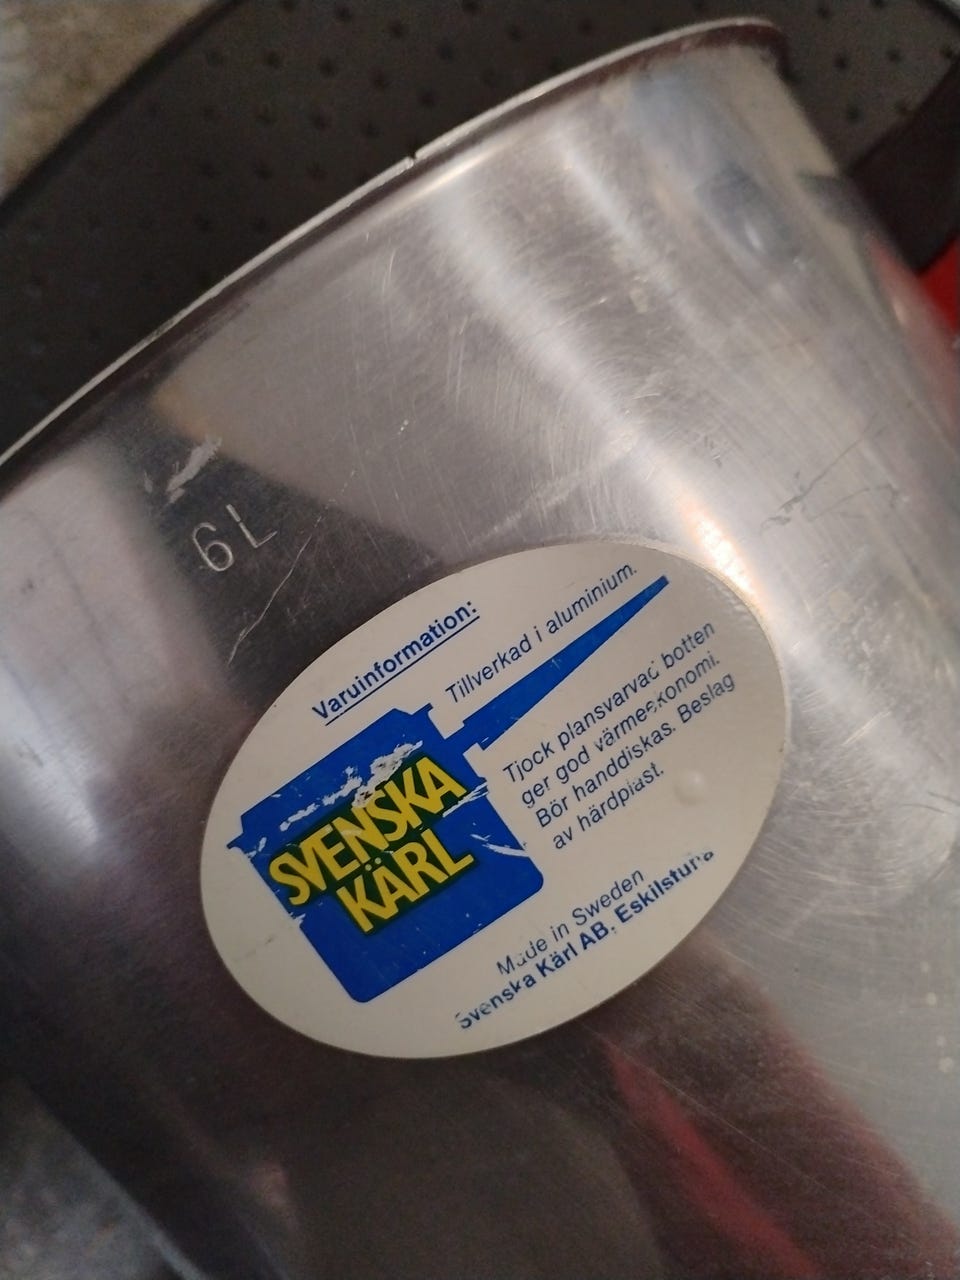 6L
Varuinformation:
Tillverkad i aluminium.
Tjock plansvarvad botten
ger god värmeekonomi.
Bör handdiskas. Beslag
av härdplast.
SVENSKA
KÄRL
Made in Sweden
Svenska Kärl AB, Eskilstuna